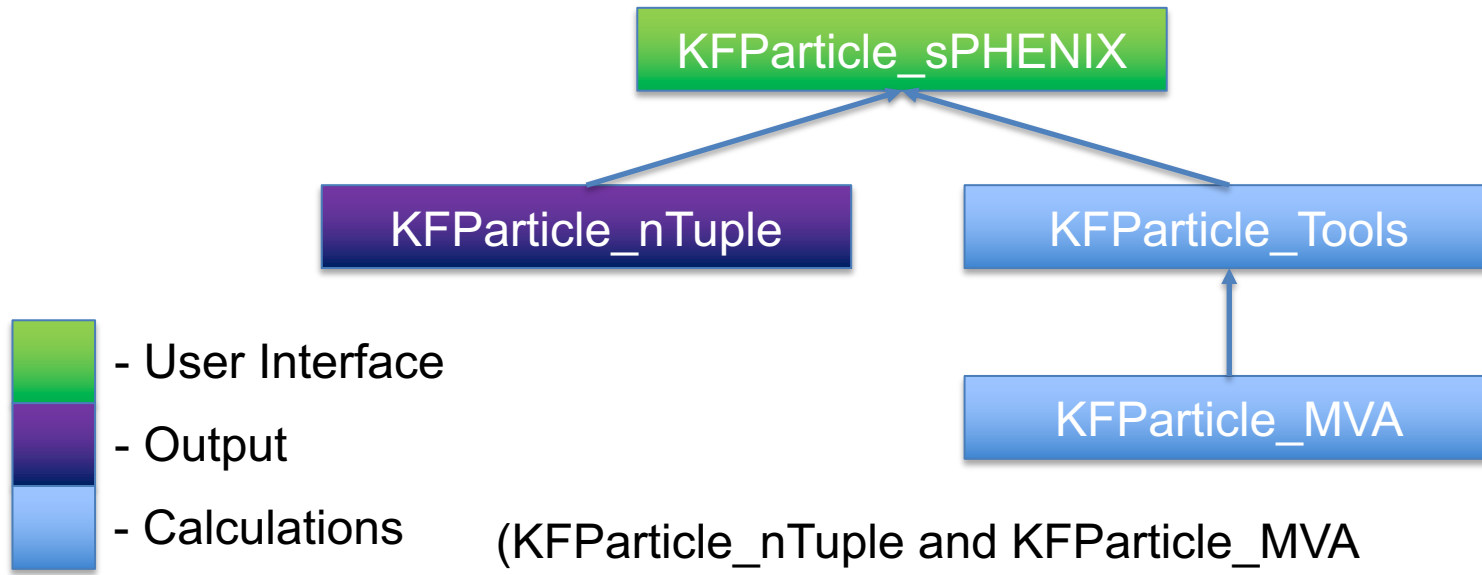 KFParticle_sPHENIX
KFParticle_nTuple
KFParticle_Tools
KFParticle_MVA
- User Interface
- Output
- Calculations
(KFParticle_nTuple and KFParticle_MVA